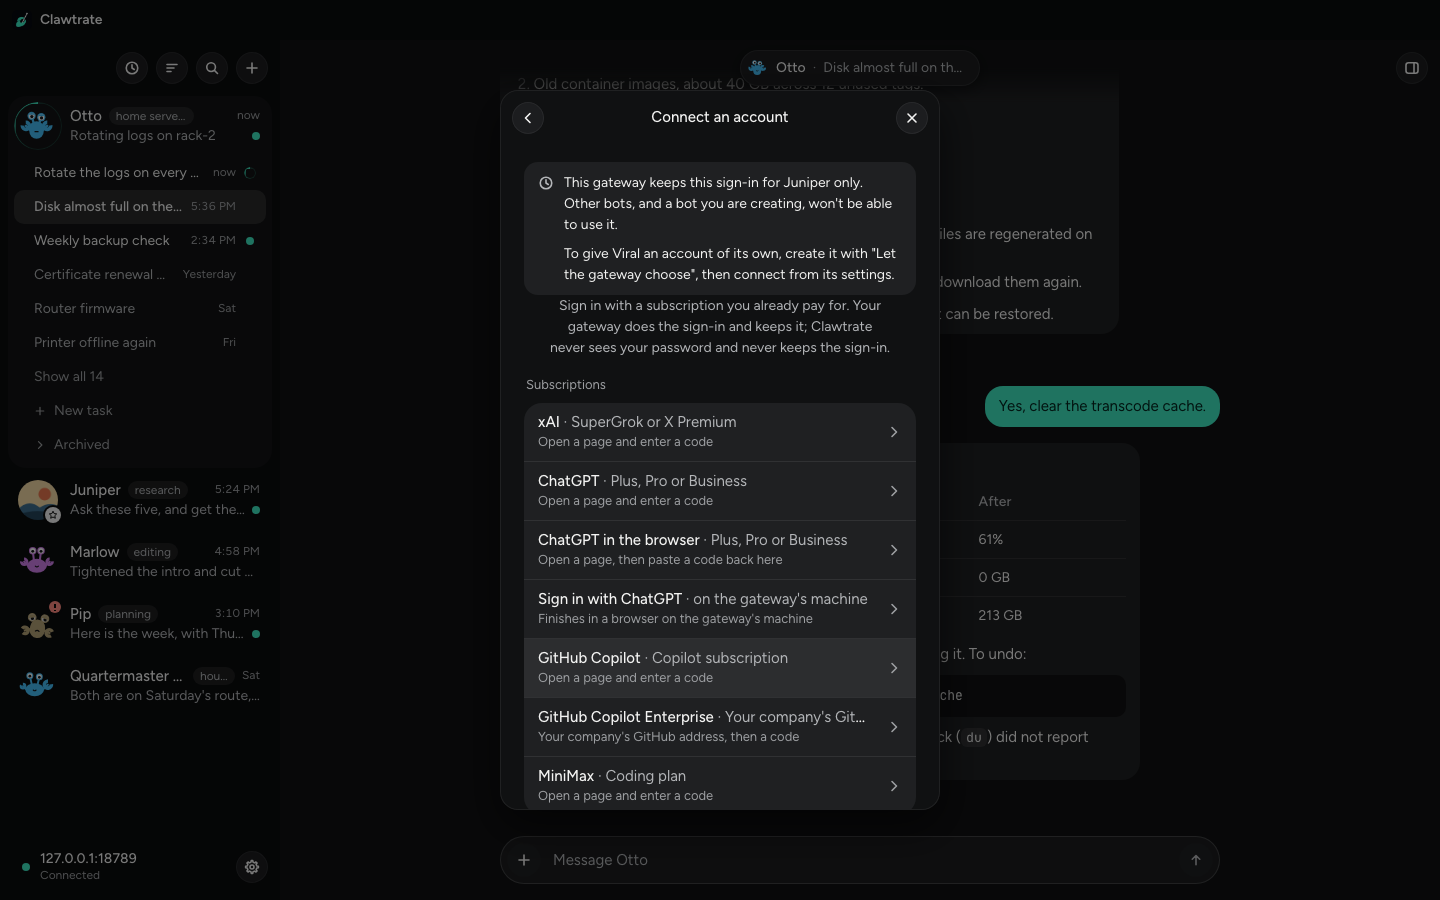 Clawtrate
Otto
home serve...
now
Rotating logs on rack-2
Rotate the logs on every ...
now
Disk almost full on the...
5:36 PM
Weekly backup check
2:34 PM
Certificate renewal ...
Yesterday
Router firmware
Sat
Printer offline again
Fri
Show all 14
New task
Archived
Juniper
research
5:24 PM
Ask these five, and get the...
Marlow
editing
4:58 PM
Tightened the intro and cut ...
Pip
planning
3:10 PM
Here is the week, with Thu...
Quartermaster ...
hou...
Sat
Both are on Saturday's route,...
127.0.0.1:18789
Connected
Otto · Disk almost full on th...
2. Old container images, about 40 GB across 12 unused tags.
Connect an account
This gateway keeps this sign-in for Juniper only.
Other bots, and a bot you are creating, won't be able
to use it.
To give Viral an account of its own, create it with "Let
the gateway choose", then connect from its settings.
Sign in with a subscription you already pay for. Your
gateway does the sign-in and keeps it; Clawtrate
never sees your password and never keeps the sign-in.
Subscriptions
xAI · SuperGrok or X Premium
Open a page and enter a code
ChatGPT · Plus, Pro or Business
Open a page and enter a code
ChatGPT in the browser · Plus, Pro or Business
Open a page, then paste a code back here
Sign in with ChatGPT · on the gateway's machine
Finishes in a browser on the gateway's machine
GitHub Copilot · Copilot subscription
Open a page and enter a code
GitHub Copilot Enterprise · Your company's Git...
Your company's GitHub address, then a code
MiniMax · Coding plan
Open a page and enter a code
iles are regenerated on
download them again.
can be restored.
Yes, clear the transcode cache.
After
61%
0 GB
213 GB
g it. To undo:
che
ck ( du ) did not report
Message Otto